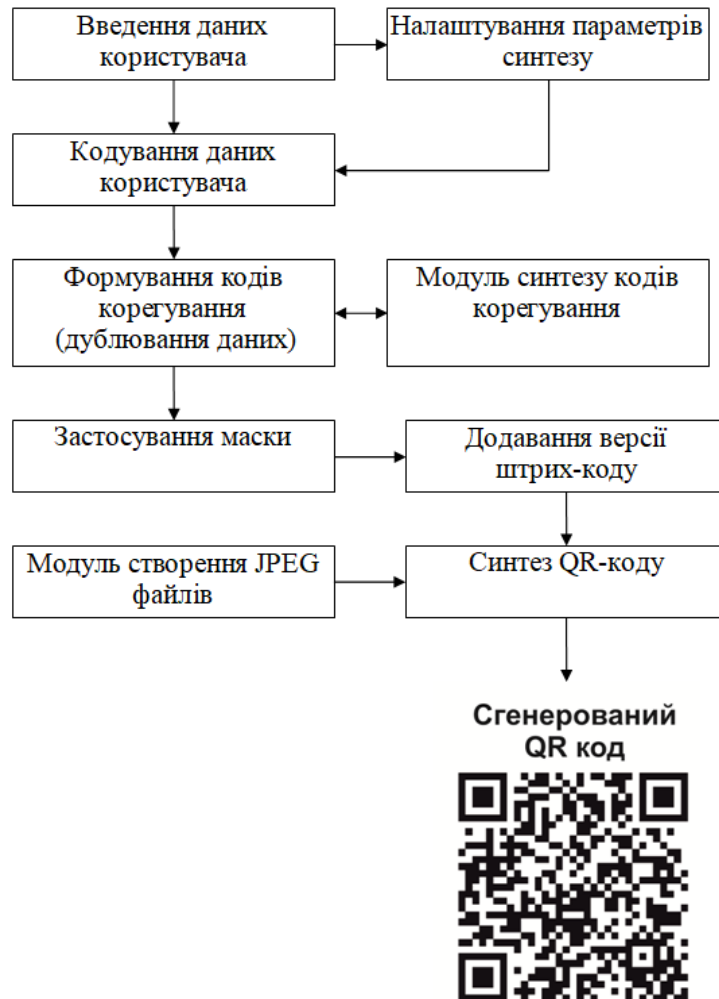 Введення даних
користувача
Налаштування параметрів
синтезу
Кодування даних
користувача
Формування кодів
корегування
(дублювання даних)
Модуль синтезу кодів
корегування
Застосування маски
Додавання версії
штрих-коду
Модуль створення JPEG
файлів
Синтез QR-коду
Сгенерований
QR код